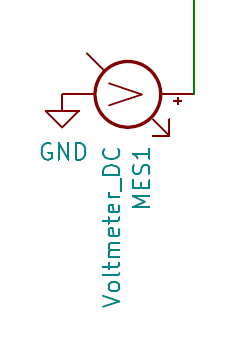 V
+
GND
Voltmeter_DC
MES1